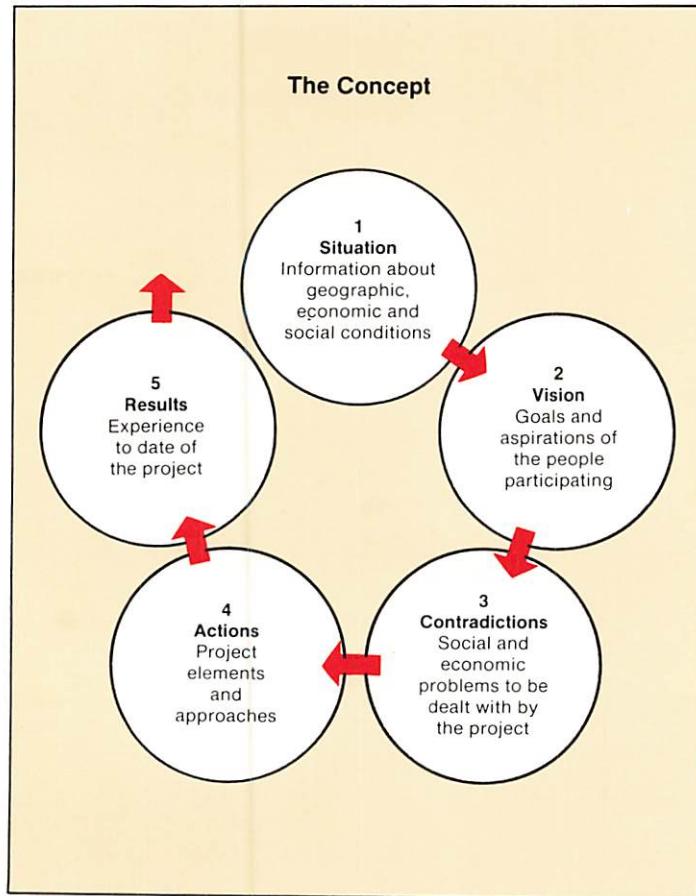 The Concept
1
Situation
Information about
geographic,
economic and
social conditions
2
Vision
Goals and
aspirations of
the people
participating
3
Contradictions
Social and
economic
problems to be
dealt with by
the project
4
Actions
Project
elements
and
approaches
5
Results
Experience
to date of
the project